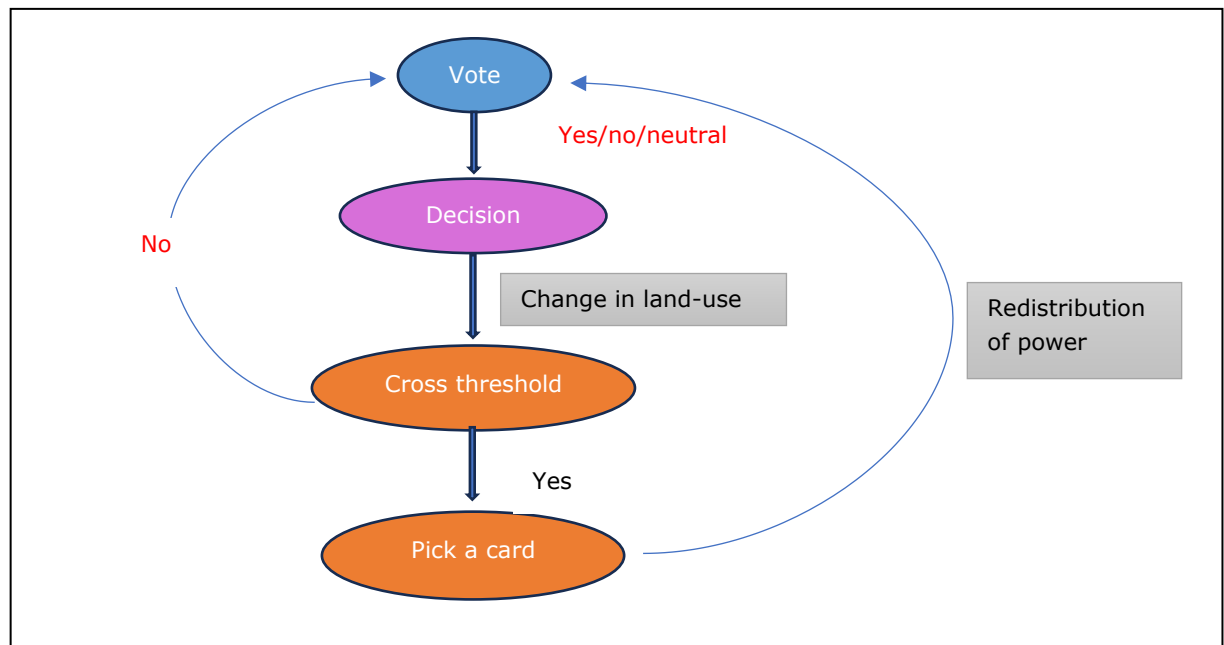 Vote
Yes/no/neutral
Decision
No
Change in land-use
Redistribution
of power
Cross threshold
Yes
Pick a card